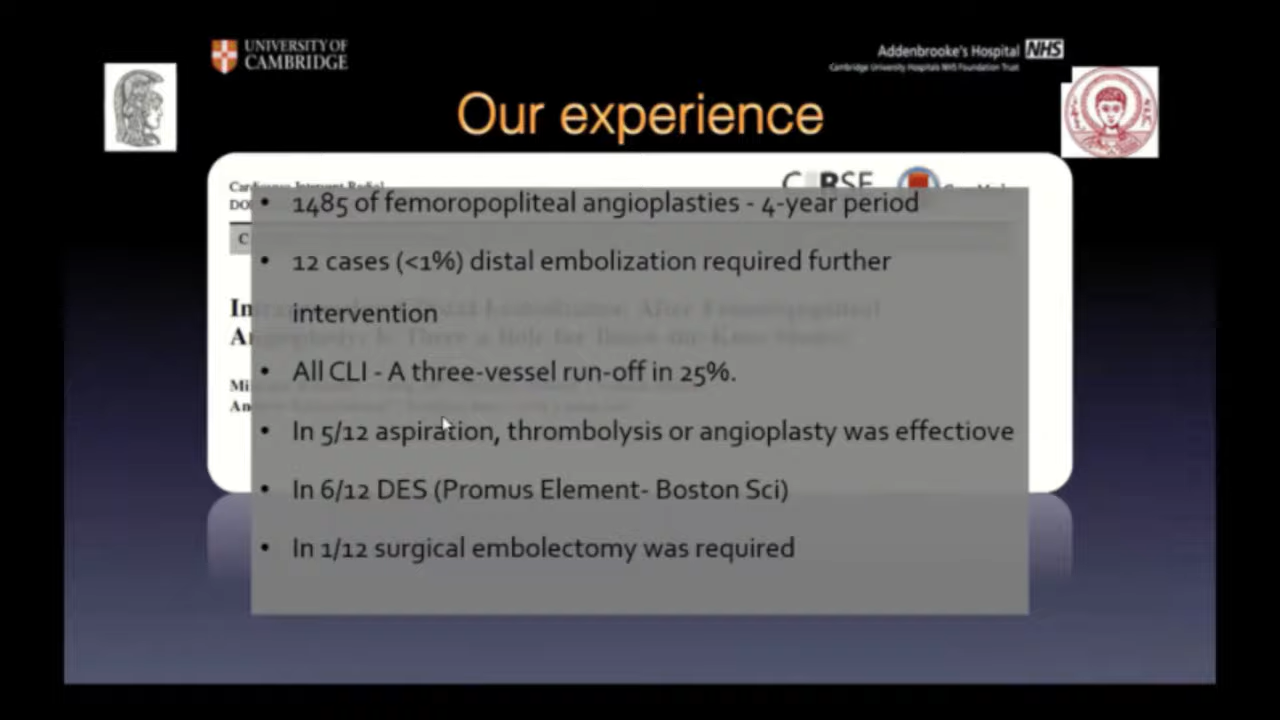 UNIVERSITY OF
CAMBRIDGE
Addenbrooke's Hospital NHS
Cambridge University Hospitals NHS Foundation Trust
Our experience
• 1485 of femoropopliteal angioplasties - 4-year period
• 12 cases (<1%) distal embolization required further
intervention
• All CLI - A three-vessel run-off in 25%.
• In 5/12 aspiration, thrombolysis or angioplasty was effectiove
• In 6/12 DES (Promus Element- Boston Sci)
• In 1/12 surgical embolectomy was required